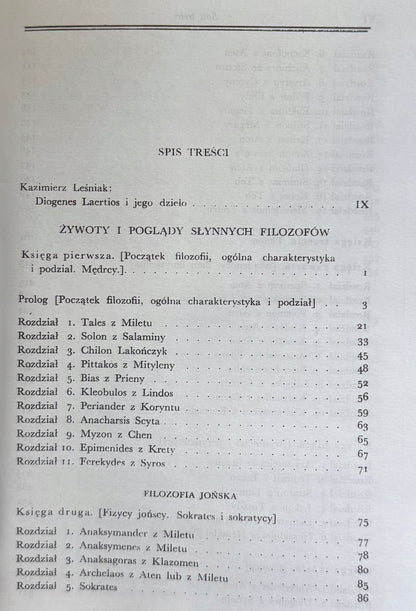 SPIS TREŚCI
Kazimierz Leśniak:
Diogenes Laertios i jego dzieło . . . . . . . . . . . . . IX
ŻYWOTY I POGLĄDY SŁYNNYCH FILOZOFÓW
Księga pierwsza. [Początek filozofii, ogólna charakterystyka
i podział. Mędrcy.] . . . . . . . . . . . . . . . . 1
Prolog [Początek filozofii, ogólna charakterystyka i podział] . . 3
Rozdział 1. Tales z Miletu . . . . . . . . . . . . . . 21
Rozdział 2. Solon z Salaminy . . . . . . . . . . . . . 33
Rozdział 3. Chilon Lakończyk . . . . . . . . . . . . . 45
Rozdział 4. Pittakos z Mityleny . . . . . . . . . . . . 48
Rozdział 5. Bias z Prieny . . . . . . . . . . . . . . 52
Rozdział 6. Kleobulos z Lindos . . . . . . . . . . . . 56
Rozdział 7. Periander z Koryntu . . . . . . . . . . . . 59
Rozdział 8. Anacharsis Scyta . . . . . . . . . . . . . 63
Rozdział 9. Myzon z Chen . . . . . . . . . . . . . . 65
Rozdział 10. Epimenides z Krety . . . . . . . . . . . . 67
Rozdział 11. Ferekydes z Syros . . . . . . . . . . . . 71
FILOZOFIA JOŃSKA
Księga druga. [Fizycy jońscy. Sokrates i sokratycy] . . . . . 75
Rozdział 1. Anaksymander z Miletu . . . . . . . . . . . 77
Rozdział 2. Anaksymenes z Miletu . . . . . . . . . . . . 78
Rozdział 3. Anaksagoras z Klazomen . . . . . . . . . . . 80
Rozdział 4. Archelaos z Aten lub z Miletu . . . . . . . . 85
Rozdział 5. Sokrates . . . . . . . . . . . . . . . . 86